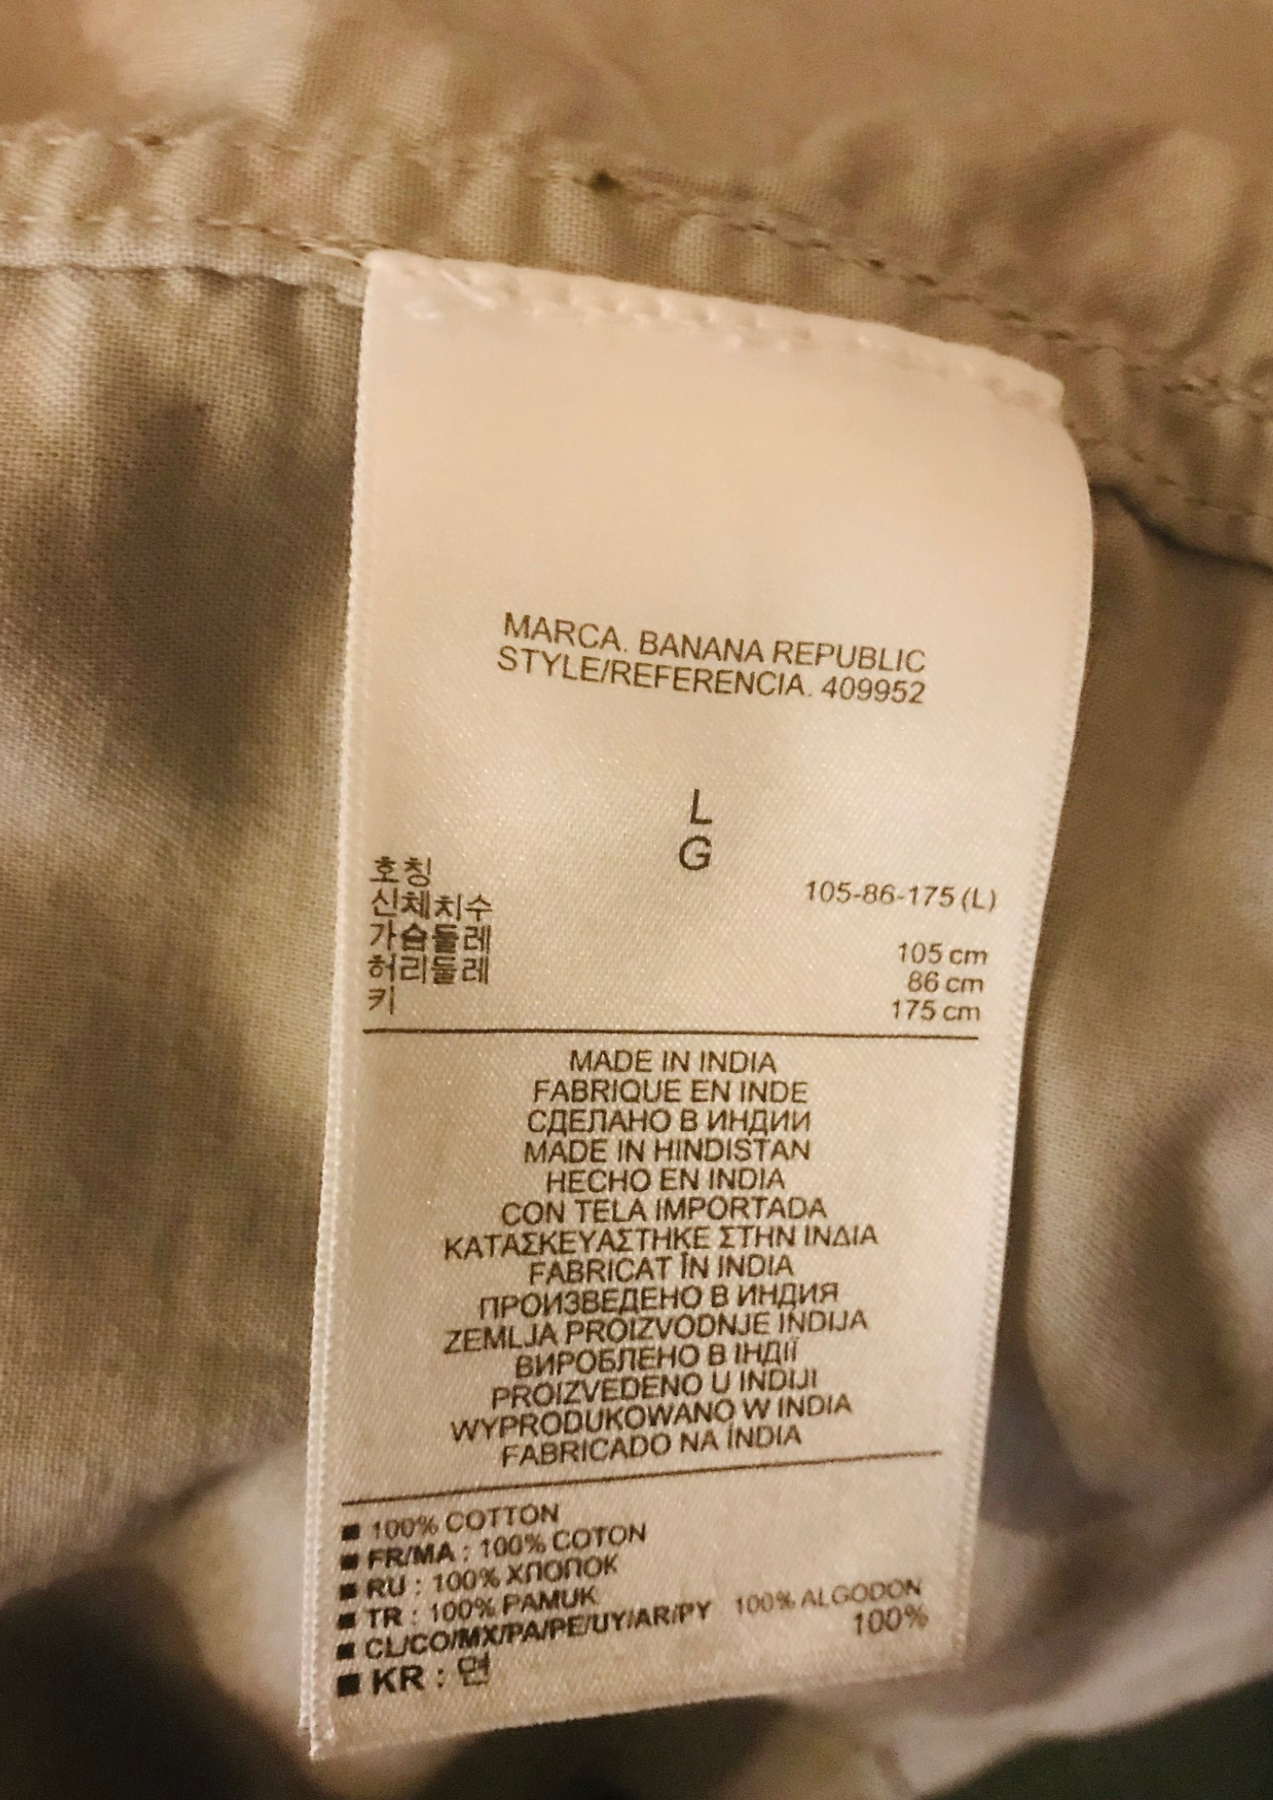 MARCA. BANANA REPUBLIC
STYLE/REFERENCIA. 409952
L
G
호칭 105-86-175 (L)
신체치수
가슴둘레 105 cm
허리둘레 86 cm
키 175 cm
MADE IN INDIA
FABRIQUE EN INDE
СДЕЛАНО В ИНДИИ
MADE IN HINDISTAN
HECHO EN INDIA
CON TELA IMPORTADA
ΚΑΤΑΣΚΕΥΑΣΤΗΚΕ ΣΤΗΝ ΙΝΔΙΑ
FABRICAT ÎN INDIA
ПРОИЗВЕДЕНО В ИНДИЯ
ZEMLJA PROIZVODNJE INDIJA
ВИРОБЛЕНО В ІНДІЇ
PROIZVEDENO U INDIJI
WYPRODUKOWANO W INDIA
FABRICADO NA ÍNDIA
■ 100% COTTON
■ FR/MA : 100% COTON
■ RU : 100% ХЛОПОК
■ TR : 100% PAMUK
■ CL/CO/MX/PA/PE/UY/AR/PY 100% ALGODON
■ KR : 면 100%